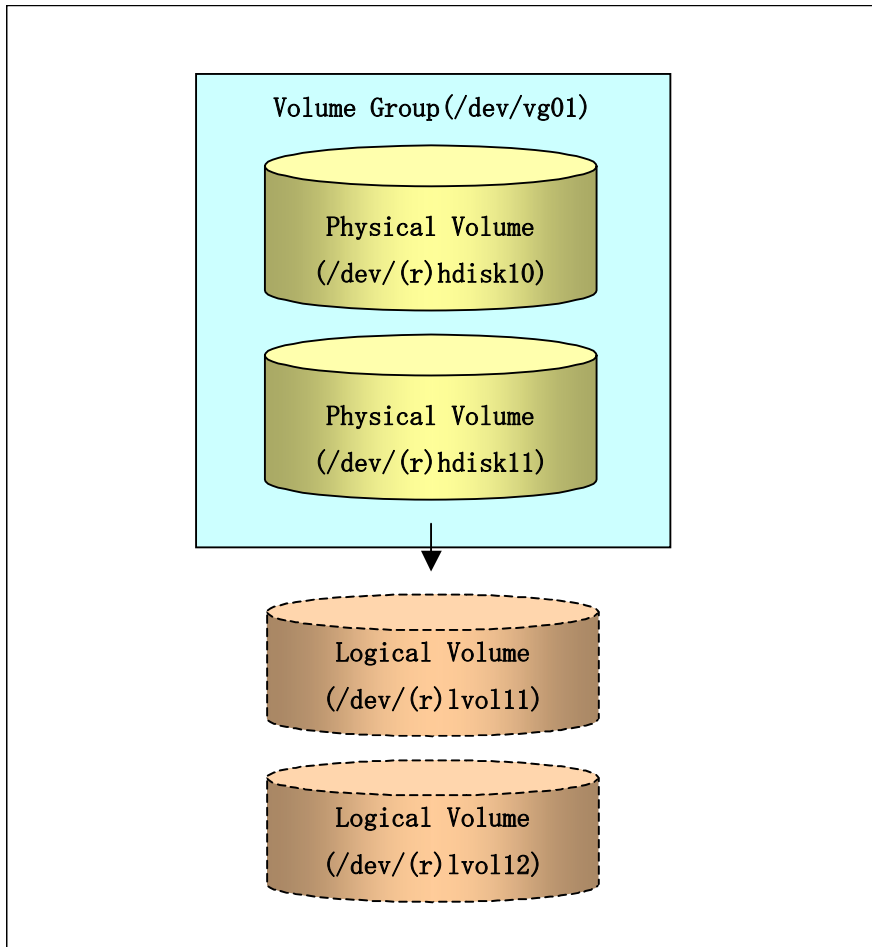 Volume Group(/dev/vg01)
Physical Volume
(/dev/(r)hdisk10)
Physical Volume
(/dev/(r)hdisk11)
Logical Volume
(/dev/(r)lvol11)
Logical Volume
(/dev/(r)lvol12)